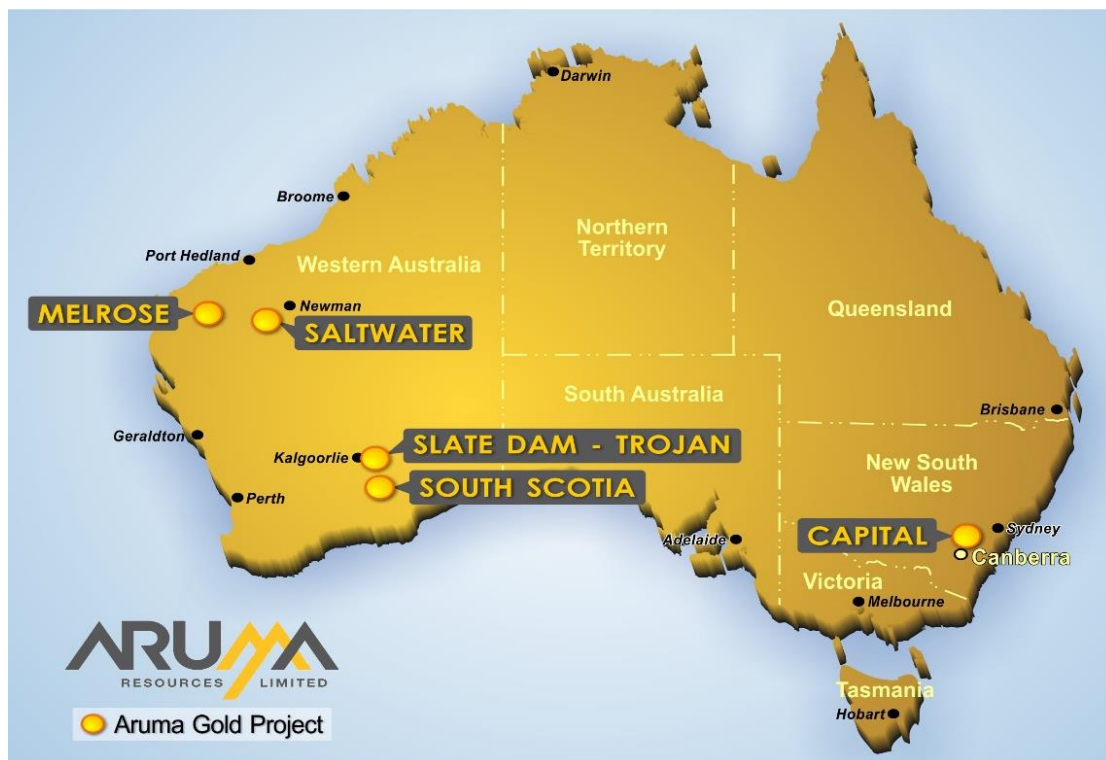 Darwin
Broome
Northern
Territory
Port Hedland
Western Australia
Newman
MELROSE
SALTWATER
Queensland
South Australia
Brisbane
Geraldton
SLATE DAM - TROJAN
Kalgoorlie
New South
Wales
SOUTH SCOTIA
Perth
CAPITAL
Sydney
Adelaide
Canberra
Victoria
Melbourne
ARUMA
RESOURCES LIMITED
Tasmania
Hobart
Aruma Gold Project